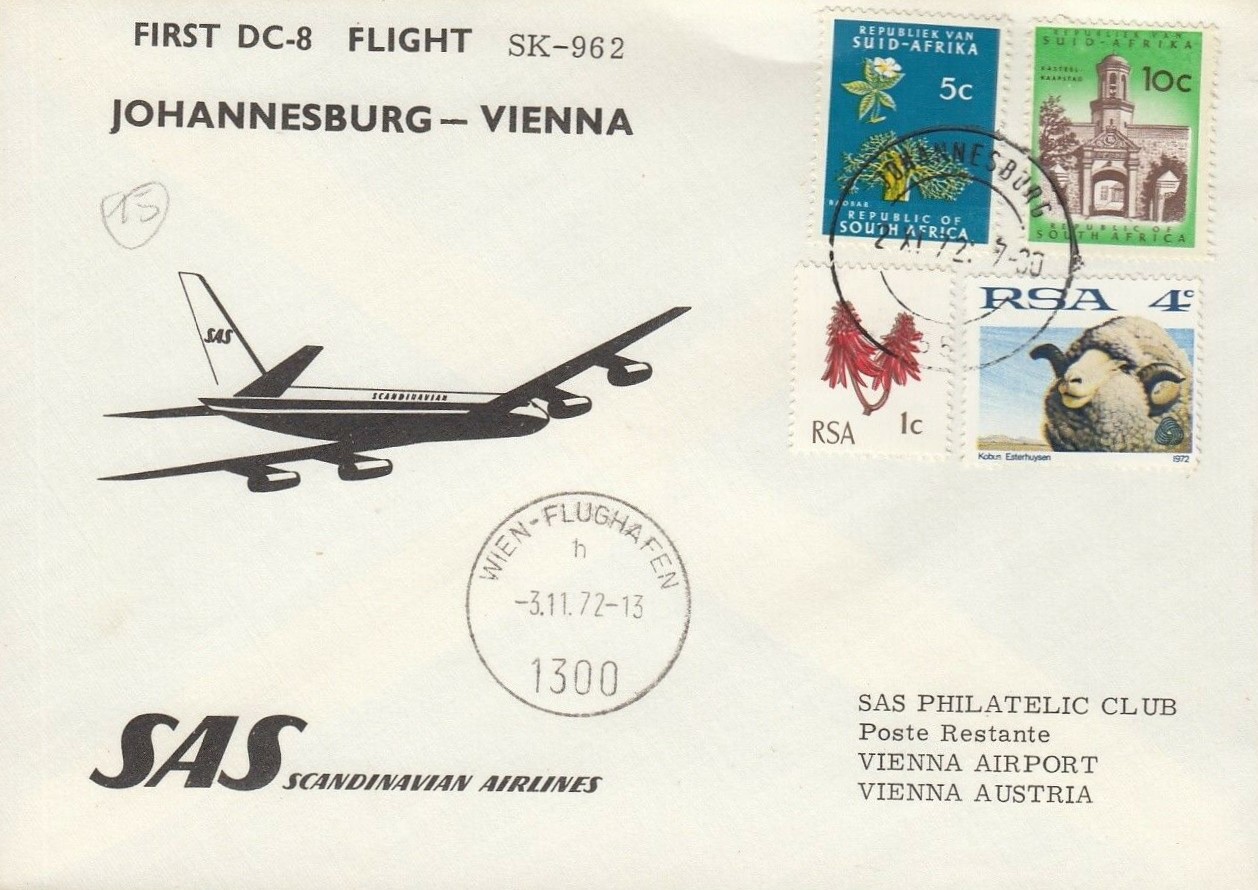 FIRST DC-8 FLIGHT SK-962
JOHANNESBURG — VIENNA
15
REPUBLIEK VAN
SUID-AFRIKA
5c
BAOBAB
REPUBLIC OF
SOUTH AFRICA
REPUBLIEK VAN
SUID-AFRIKA
KASTEEL
KAAPSTAD
10c
REPUBLIC OF
SOUTH AFRICA
JOHANNESBURG
2 XI 72. 7-00
RSA 1c
RSA 4c
Kobus Esterhuysen 1972
SAS
SCANDINAVIAN
WIEN-FLUGHAFEN
h
-3.11.72-13
1300
SAS SCANDINAVIAN AIRLINES
SAS PHILATELIC CLUB
Poste Restante
VIENNA AIRPORT
VIENNA AUSTRIA